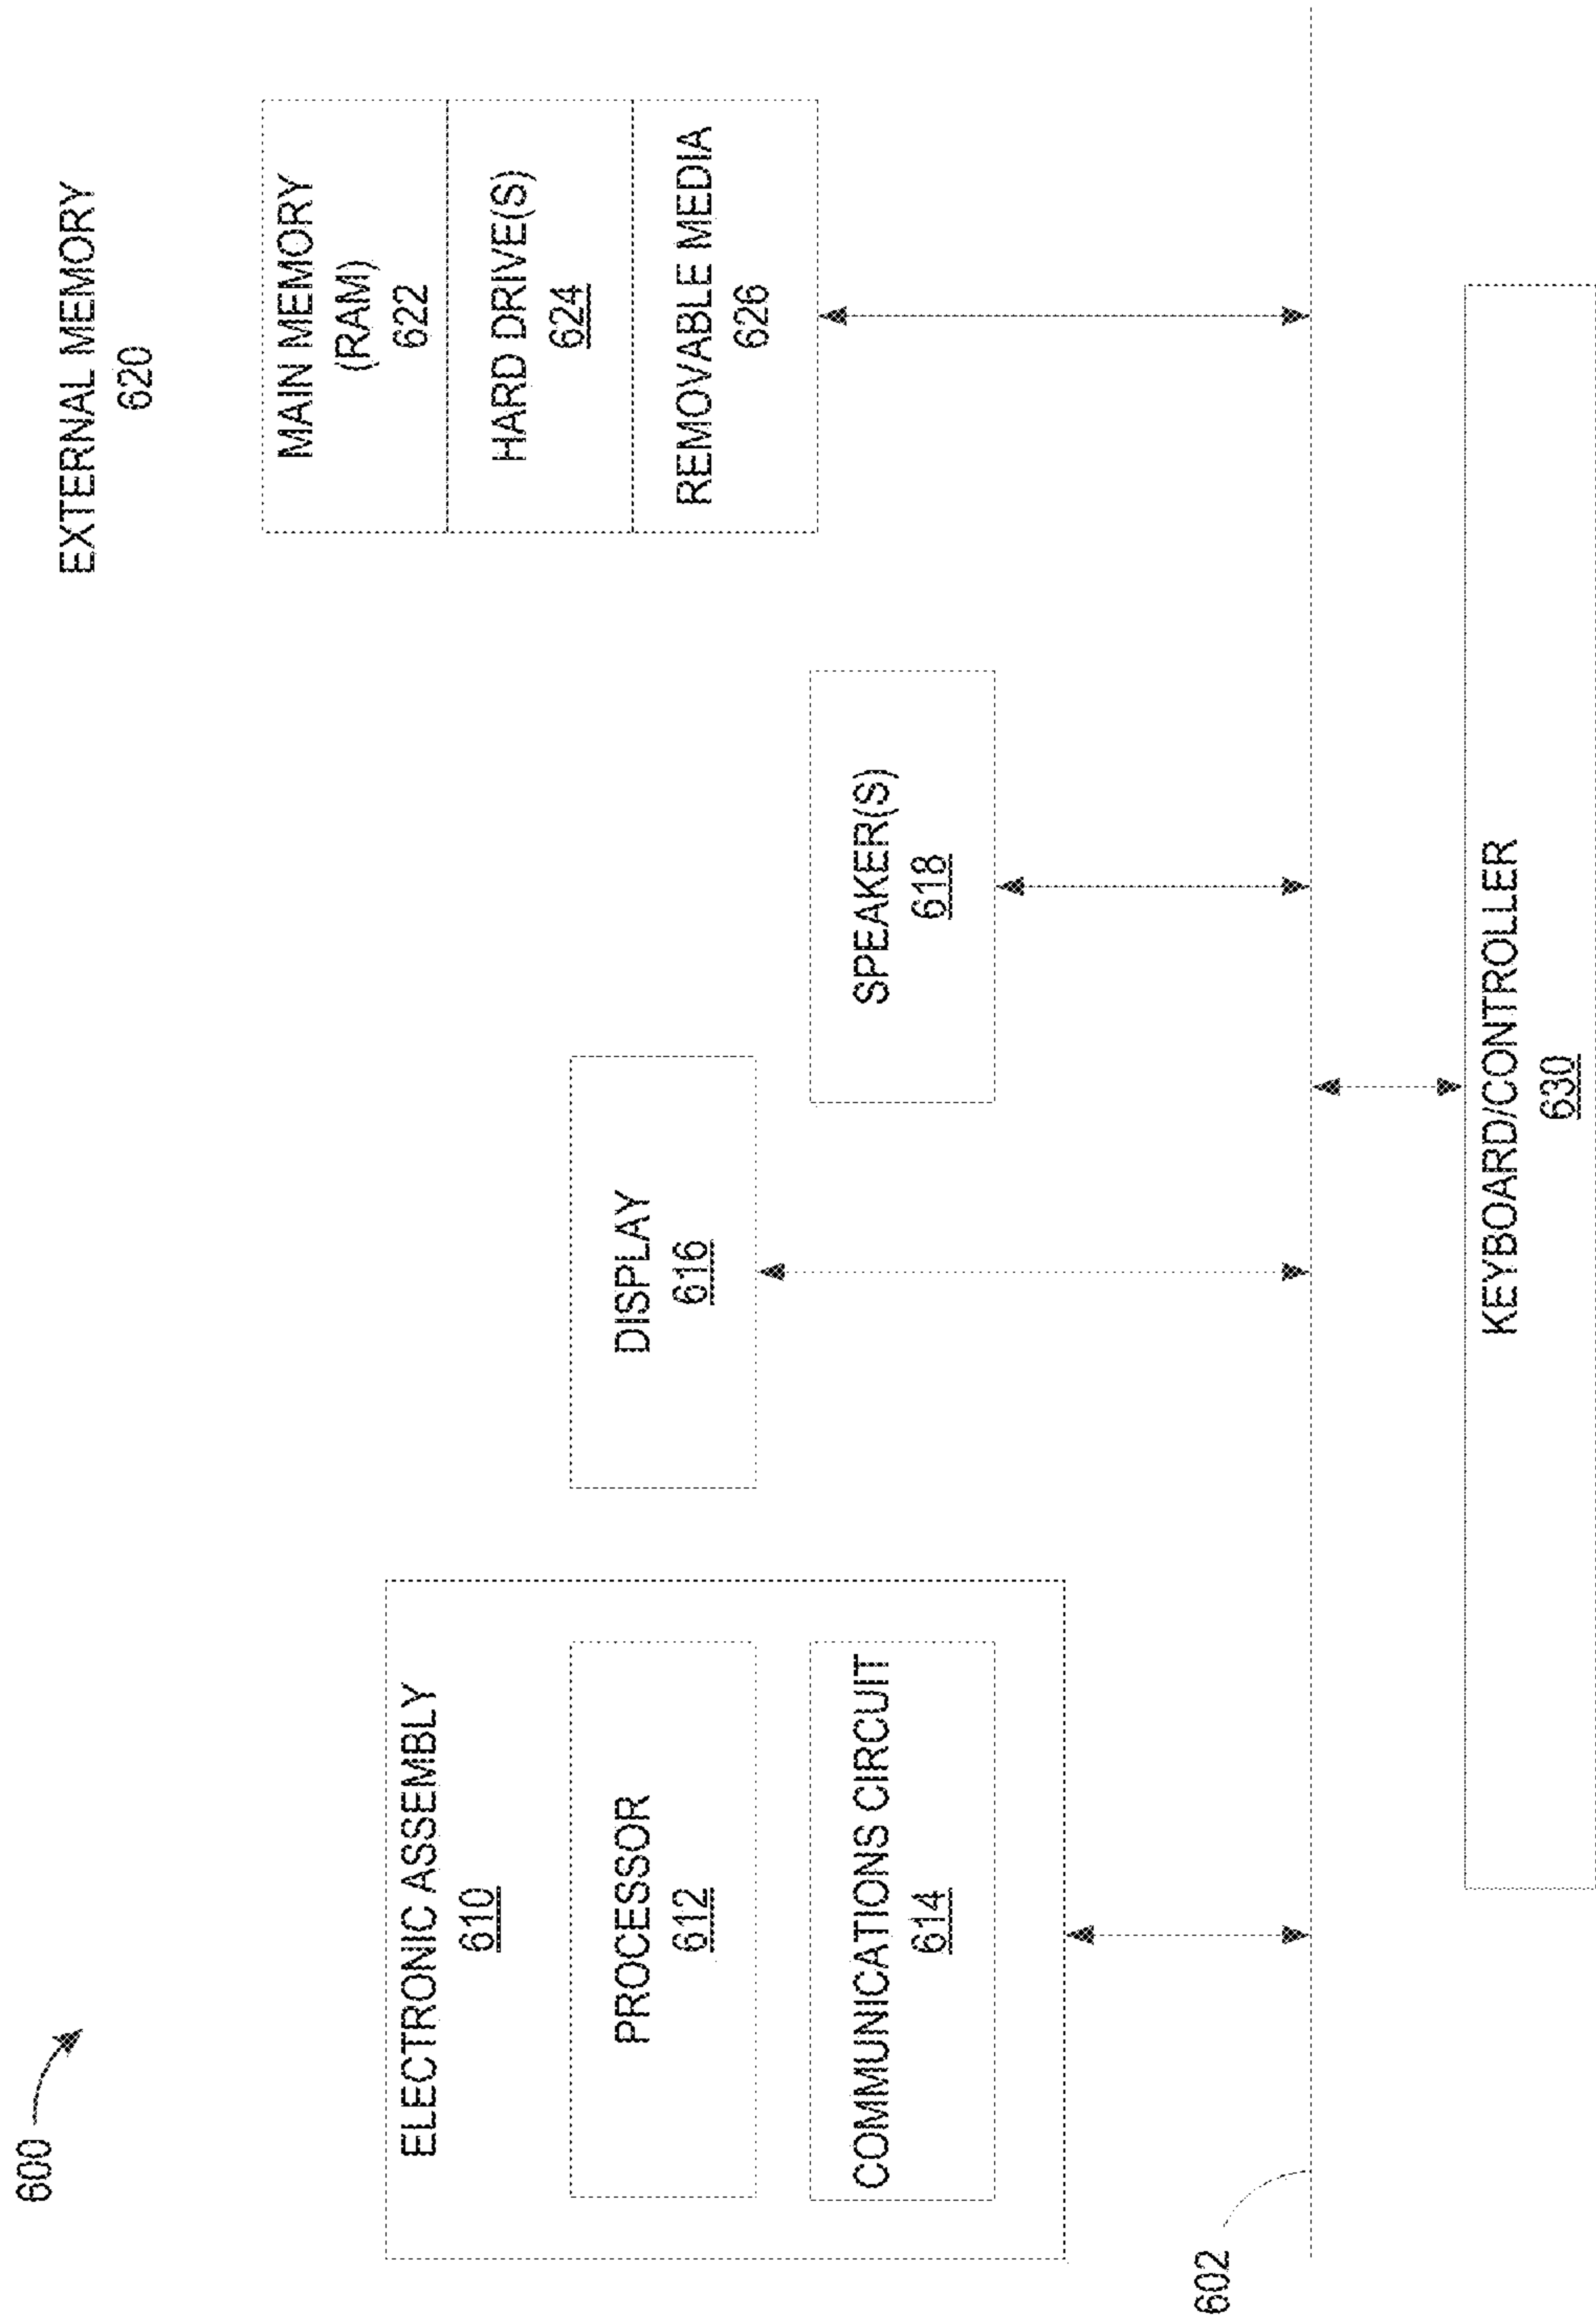 600
EXTERNAL MEMORY
620
MAIN MEMORY
(RAM)
622
HARD DRIVE(S)
624
REMOVABLE MEDIA
626
ELECTRONIC ASSEMBLY
610
PROCESSOR
612
COMMUNICATIONS CIRCUIT
614
DISPLAY
616
SPEAKER(S)
618
602
KEYBOARD/CONTROLLER
630